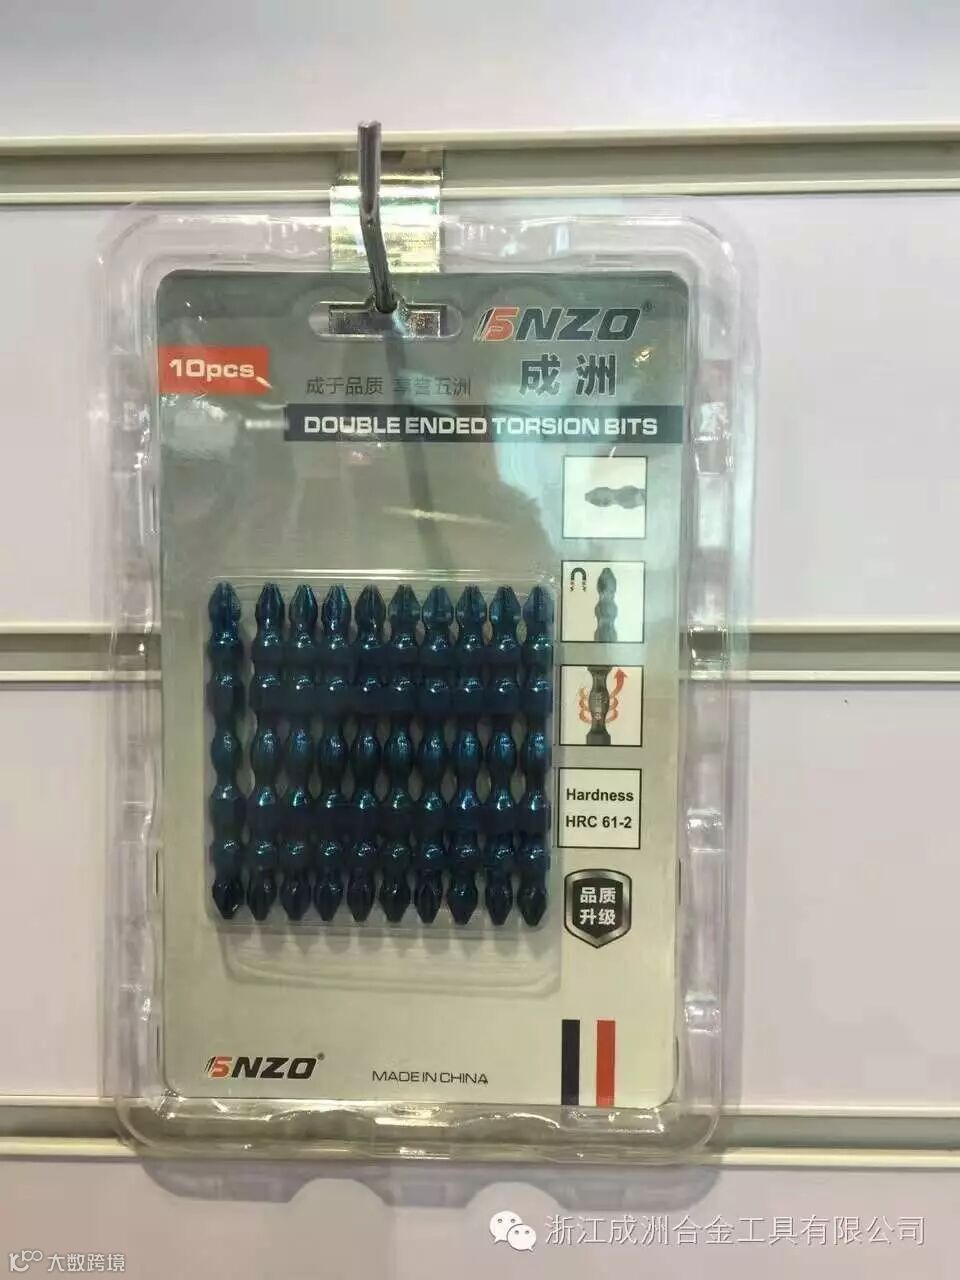 5NZO®
10pcs
成于品质 享誉五洲
成洲
DOUBLE ENDED TORSION BITS
Hardness
HRC 61-2
品质
升级
5NZO®
MADE IN CHINA
浙江成洲合金工具有限公司
大数跨境